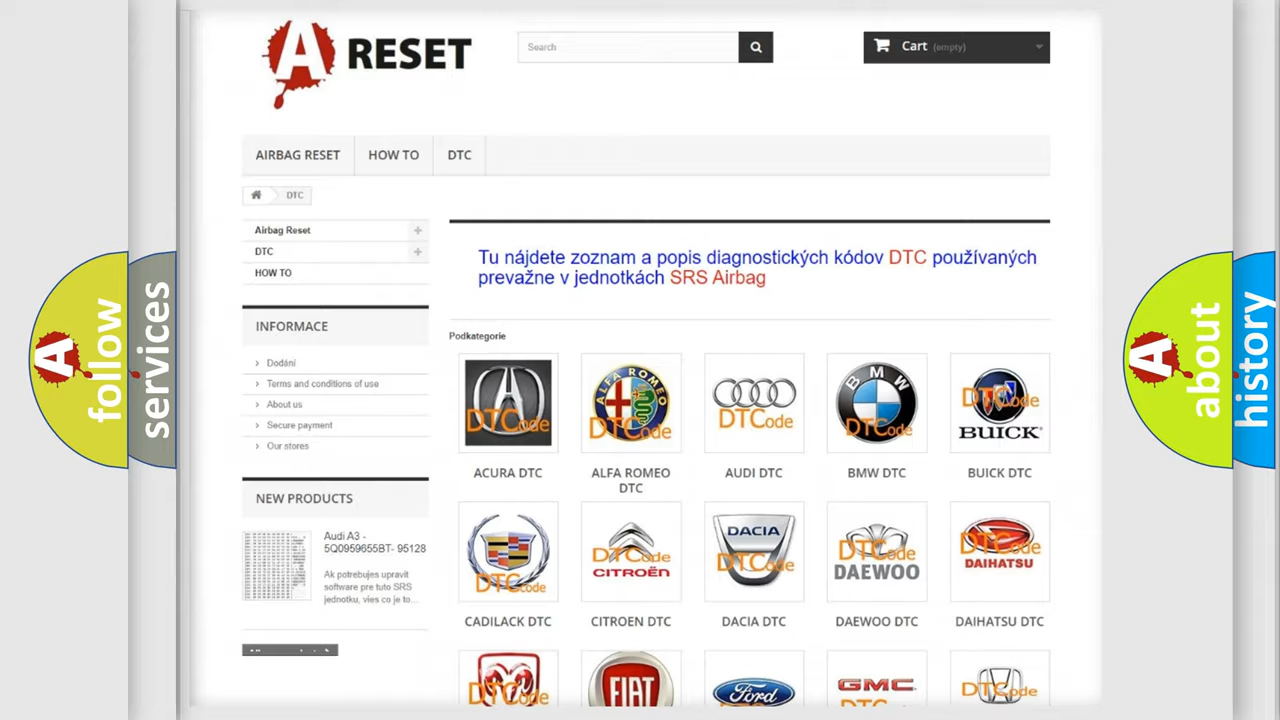 A RESET
Search
Cart (empty)
AIRBAG RESET
HOW TO
DTC
DTC
Airbag Reset
DTC
HOW TO
Tu nájdete zoznam a popis diagnostických kódov DTC používaných
prevažne v jednotkách SRS Airbag
INFORMACE
Podkategorie
Dodání
Terms and conditions of use
About us
Secure payment
Our stores
ALFA ROMEO
DTCode
DTCode
DTCode
BMW
DTCode
DTCode
BUICK
ACURA DTC
ALFA ROMEO
DTC
AUDI DTC
BMW DTC
BUICK DTC
NEW PRODUCTS
Audi A3 -
5Q0959655BT- 95128
Ak potrebujes upravit
software pre tuto SRS
jednotku, vies co je to...
DTCode
DTCode
CITROËN
DACIA
DTCode
DTCode
DAEWOO
DTCode
DAIHATSU
CADILACK DTC
CITROEN DTC
DACIA DTC
DAEWOO DTC
DAIHATSU DTC
DTCode
FIAT
Ford
GMC
DTCode
A follow
services
A about
history